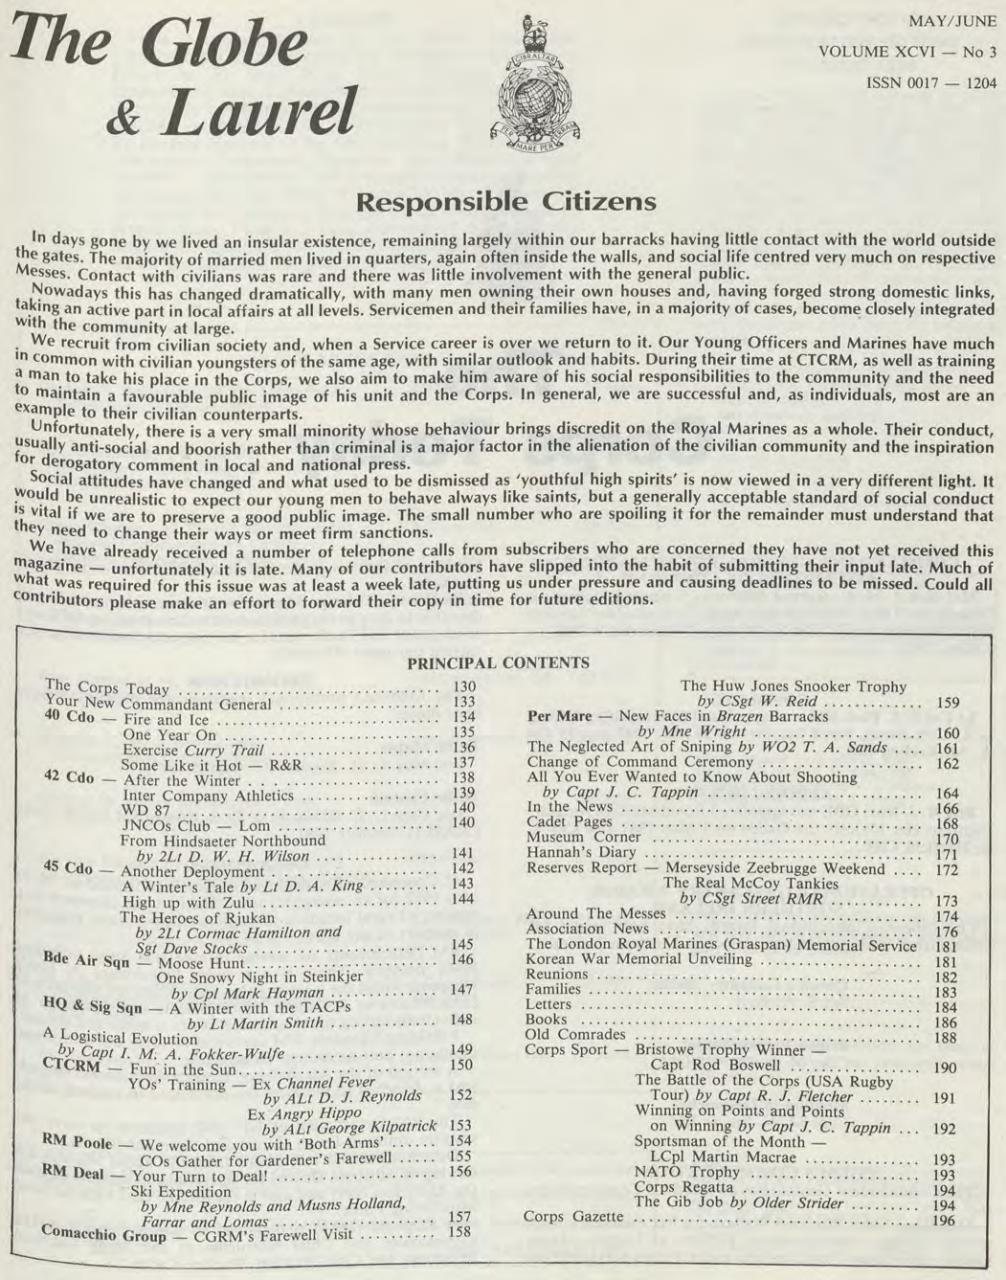 The Globe
& Laurel
GIBRALTAR
PER MARE PER TERRAM
MAY/JUNE
VOLUME XCVI — No 3
ISSN 0017 — 1204
Responsible Citizens
In days gone by we lived an insular existence, remaining largely within our barracks having little contact with the world outside
the gates. The majority of married men lived in quarters, again often inside the walls, and social life centred very much on respective
Messes. Contact with civilians was rare and there was little involvement with the general public.
Nowadays this has changed dramatically, with many men owning their own houses and, having forged strong domestic links,
taking an active part in local affairs at all levels. Servicemen and their families have, in a majority of cases, become closely integrated
with the community at large.
We recruit from civilian society and, when a Service career is over we return to it. Our Young Officers and Marines have much
in common with civilian youngsters of the same age, with similar outlook and habits. During their time at CTCRM, as well as training
a man to take his place in the Corps, we also aim to make him aware of his social responsibilities to the community and the need
to maintain a favourable public image of his unit and the Corps. In general, we are successful and, as individuals, most are an
example to their civilian counterparts.
Unfortunately, there is a very small minority whose behaviour brings discredit on the Royal Marines as a whole. Their conduct,
usually anti-social and boorish rather than criminal is a major factor in the alienation of the civilian community and the inspiration
for derogatory comment in local and national press.
Social attitudes have changed and what used to be dismissed as 'youthful high spirits' is now viewed in a very different light. It
would be unrealistic to expect our young men to behave always like saints, but a generally acceptable standard of social conduct
is vital if we are to preserve a good public image. The small number who are spoiling it for the remainder must understand that
they need to change their ways or meet firm sanctions.
We have already received a number of telephone calls from subscribers who are concerned they have not yet received this
magazine — unfortunately it is late. Many of our contributors have slipped into the habit of submitting their input late. Much of
what was required for this issue was at least a week late, putting us under pressure and causing deadlines to be missed. Could all
contributors please make an effort to forward their copy in time for future editions.
PRINCIPAL CONTENTS
The Corps Today ........ 130
Your New Commandant General ........ 133
40 Cdo — Fire and Ice ........ 134
One Year On ........ 135
Exercise Curry Trail ........ 136
Some Like it Hot — R&R ........ 137
42 Cdo — After the Winter ........ 138
Inter Company Athletics ........ 139
WD 87 ........ 140
JNCOs Club — Lom ........ 140
From Hindsaeter Northbound
by 2Lt D. W. H. Wilson ........ 141
45 Cdo — Another Deployment ........ 142
A Winter's Tale by Lt D. A. King ........ 143
High up with Zulu ........ 144
The Heroes of Rjukan
by 2Lt Cormac Hamilton and
Sgt Dave Stocks ........ 145
Bde Air Sqn — Moose Hunt ........ 146
One Snowy Night in Steinkjer
by Cpl Mark Hayman ........ 147
HQ & Sig Sqn — A Winter with the TACPs
by Lt Martin Smith ........ 148
A Logistical Evolution
by Capt I. M. A. Fokker-Wulfe ........ 149
CTCRM — Fun in the Sun ........ 150
YOs' Training — Ex Channel Fever
by ALt D. J. Reynolds 152
Ex Angry Hippo
by ALt George Kilpatrick 153
RM Poole — We welcome you with 'Both Arms' ...... 154
COs Gather for Gardener's Farewell ..... 155
RM Deal — Your Turn to Deal! ........ 156
Ski Expedition
by Mne Reynolds and Musns Holland,
Farrar and Lomas ........ 157
Comacchio Group — CGRM's Farewell Visit ........ 158
The Huw Jones Snooker Trophy
by CSgt W. Reid ........ 159
Per Mare — New Faces in Brazen Barracks
by Mne Wright ........ 160
The Neglected Art of Sniping by WO2 T. A. Sands .... 161
Change of Command Ceremony ........ 162
All You Ever Wanted to Know About Shooting
by Capt J. C. Tappin ........ 164
In the News ........ 166
Cadet Pages ........ 168
Museum Corner ........ 170
Hannah's Diary ........ 171
Reserves Report — Merseyside Zeebrugge Weekend .... 172
The Real McCoy Tankies
by CSgt Street RMR ........ 173
Around The Messes ........ 174
Association News ........ 176
The London Royal Marines (Graspan) Memorial Service 181
Korean War Memorial Unveiling ........ 181
Reunions ........ 182
Families ........ 183
Letters ........ 184
Books ........ 186
Old Comrades ........ 188
Corps Sport — Bristowe Trophy Winner —
Capt Rod Boswell ........ 190
The Battle of the Corps (USA Rugby
Tour) by Capt R. J. Fletcher ........ 191
Winning on Points and Points
on Winning by Capt J. C. Tappin ... 192
Sportsman of the Month —
LCpl Martin Macrae ........ 193
NATO Trophy ........ 193
Corps Regatta ........ 194
The Gib Job by Older Strider ........ 194
Corps Gazette ........ 196